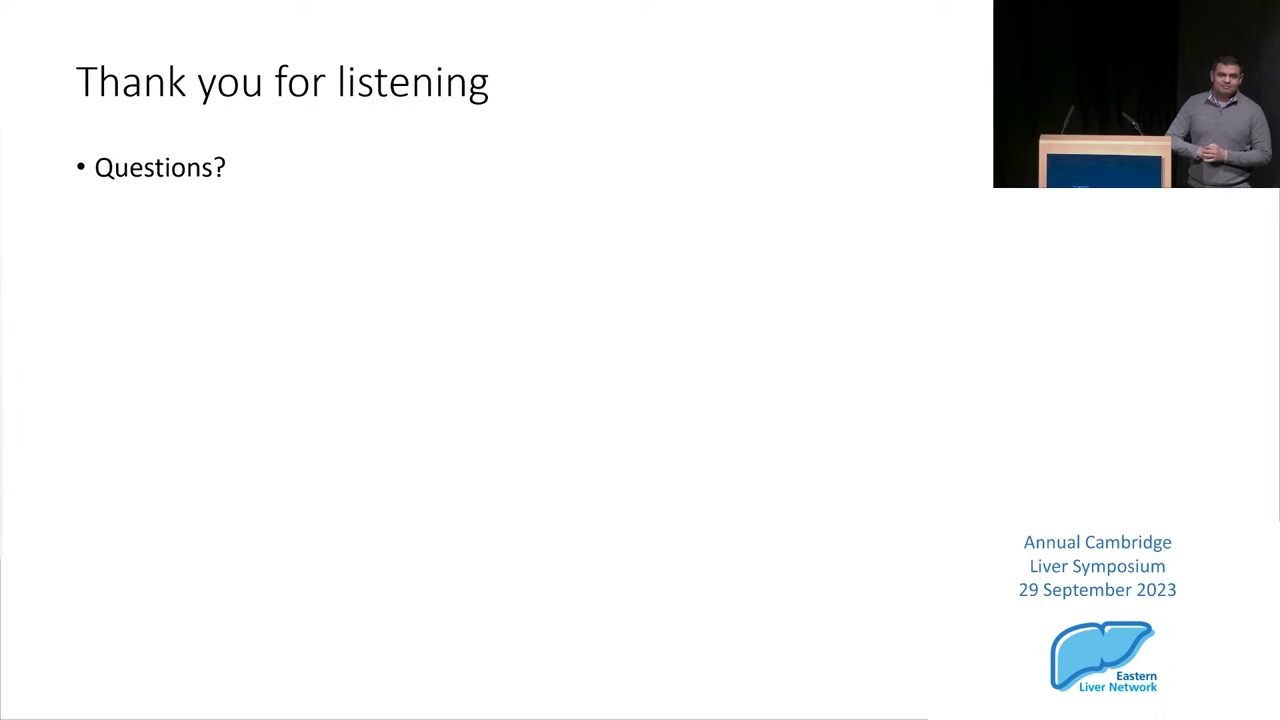 Thank you for listening
• Questions?
Annual Cambridge
Liver Symposium
29 September 2023
Eastern
Liver Network